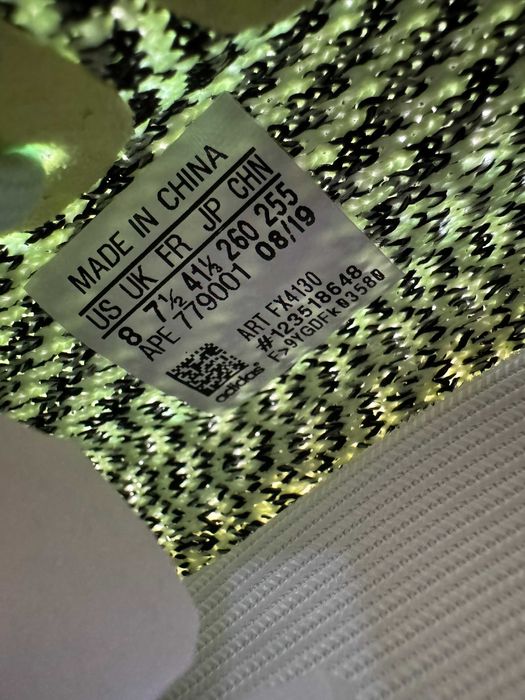 MADE IN CHINA
US UK FR JP CHN
8 7½ 41⅓ 260 255
APE 779001 08/19
ART FX4130
#123518648
F>9YGDFk03580
adidas